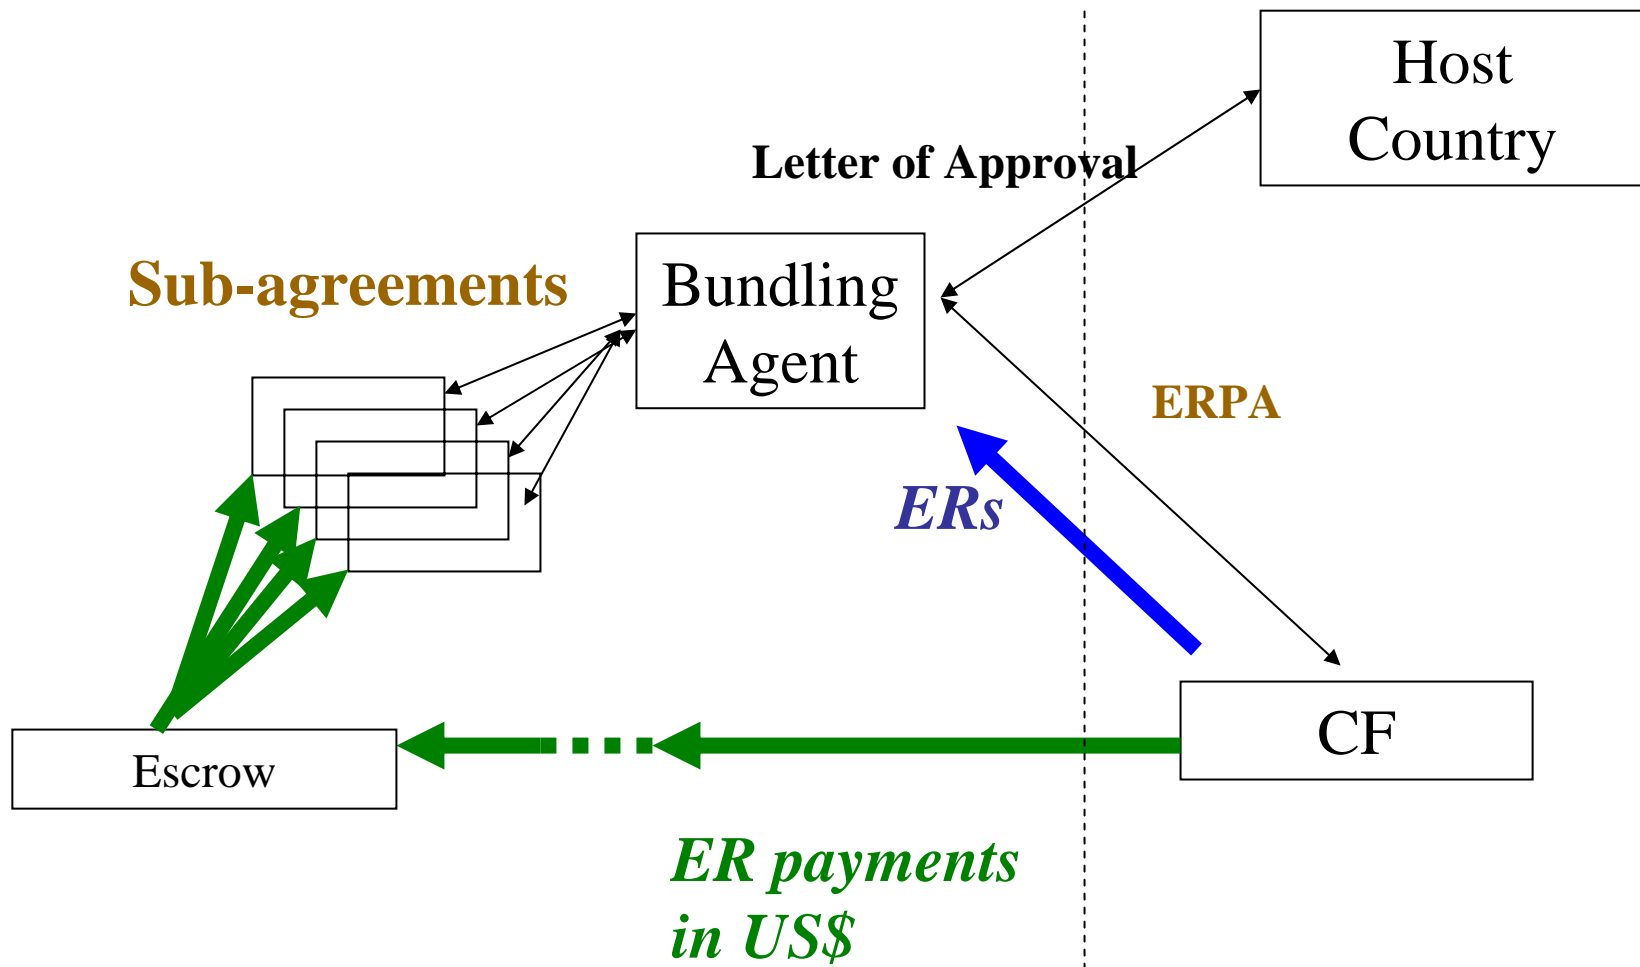 Host
Country
Letter of Approval
Sub-agreements
Bundling
Agent
ERPA
ERs
CF
Escrow
ER payments
in US$